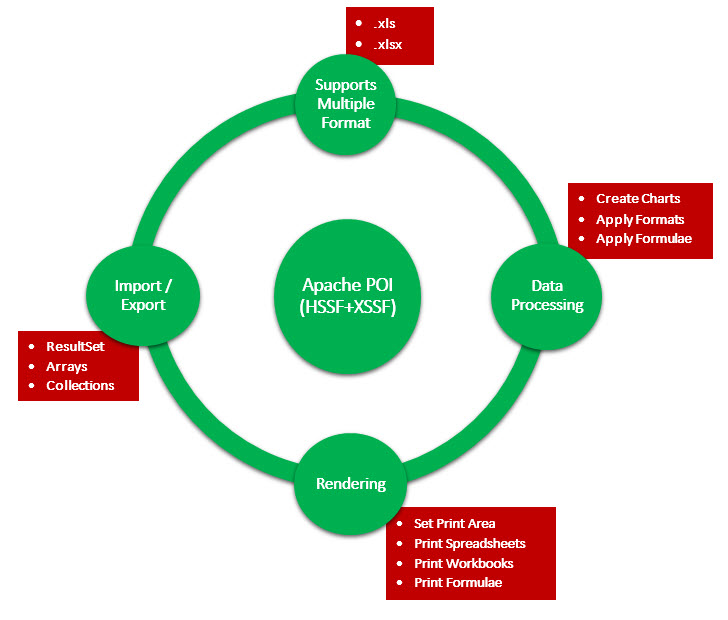 • .xls
• .xlsx
Supports
Multiple
Format
• Create Charts
• Apply Formats
• Apply Formulae
Data
Processing
Apache POI
(HSSF+XSSF)
Import /
Export
• ResultSet
• Arrays
• Collections
Rendering
• Set Print Area
• Print Spreadsheets
• Print Workbooks
• Print Formulae